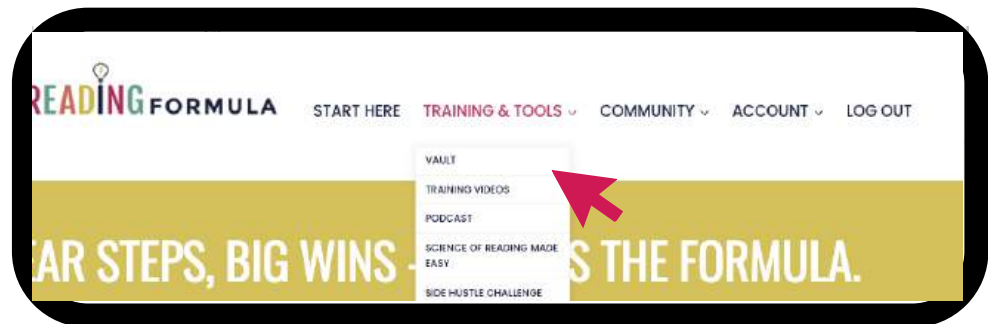 READING FORMULA
START HERE
TRAINING & TOOLS
COMMUNITY
ACCOUNT
LOG OUT
VAULT
TRAINING VIDEOS
PODCAST
SCIENCE OF READING MADE
EASY
SIDE HUSTLE CHALLENGE
EAR STEPS, BIG WINS - S THE FORMULA.